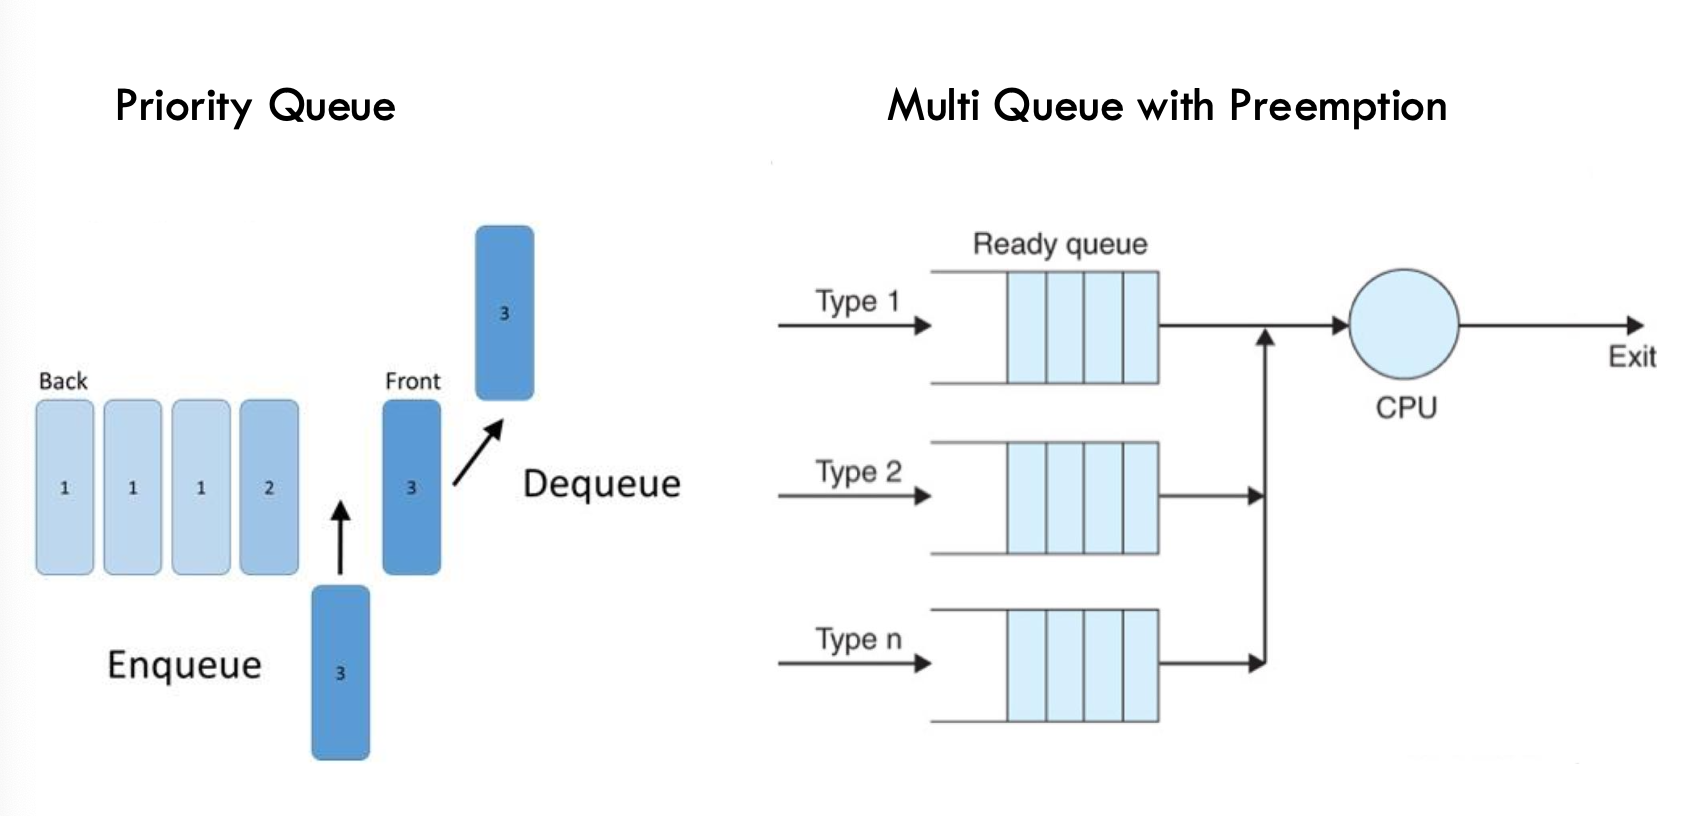 Priority Queue
Multi Queue with Preemption
3
Back
Front
1
1
1
2
3
Dequeue
Enqueue
3
Ready queue
Type 1
Exit
CPU
Type 2
Type n